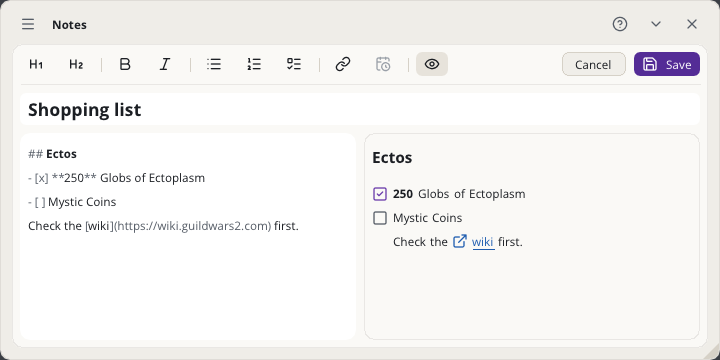 Notes
H1 H2 B I Cancel Save
Shopping list
## Ectos
- [x] **250** Globs of Ectoplasm
- [ ] Mystic Coins
Check the [wiki](https://wiki.guildwars2.com) first.
Ectos
250 Globs of Ectoplasm
Mystic Coins
Check the wiki first.